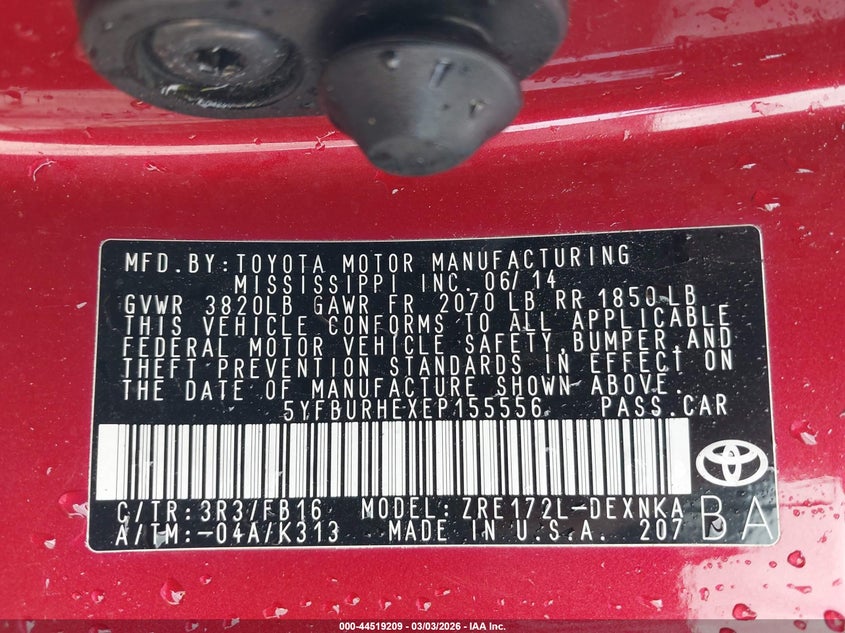 MFD.BY:TOYOTA MOTOR MANUFACTURING
MISSISSIPPI INC. 06/14
GVWR 3820LB GAWR FR 2070 LB RR 1850 LB
THIS VEHICLE CONFORMS TO ALL APPLICABLE
FEDERAL MOTOR VEHICLE SAFETY,BUMPER,AND
THEFT PREVENTION STANDARDS IN EFFECT ON
THE DATE OF MANUFACTURE SHOWN ABOVE.
5YFBURHEXEP155556 PASS.CAR
C/TR:3R3/FB16 MODEL:ZRE172L-DEXNKA
A/TM:-04A/K313 MADE IN U.S.A. 207 BA
000-44519209 - 03/03/2026 - IAA Inc.